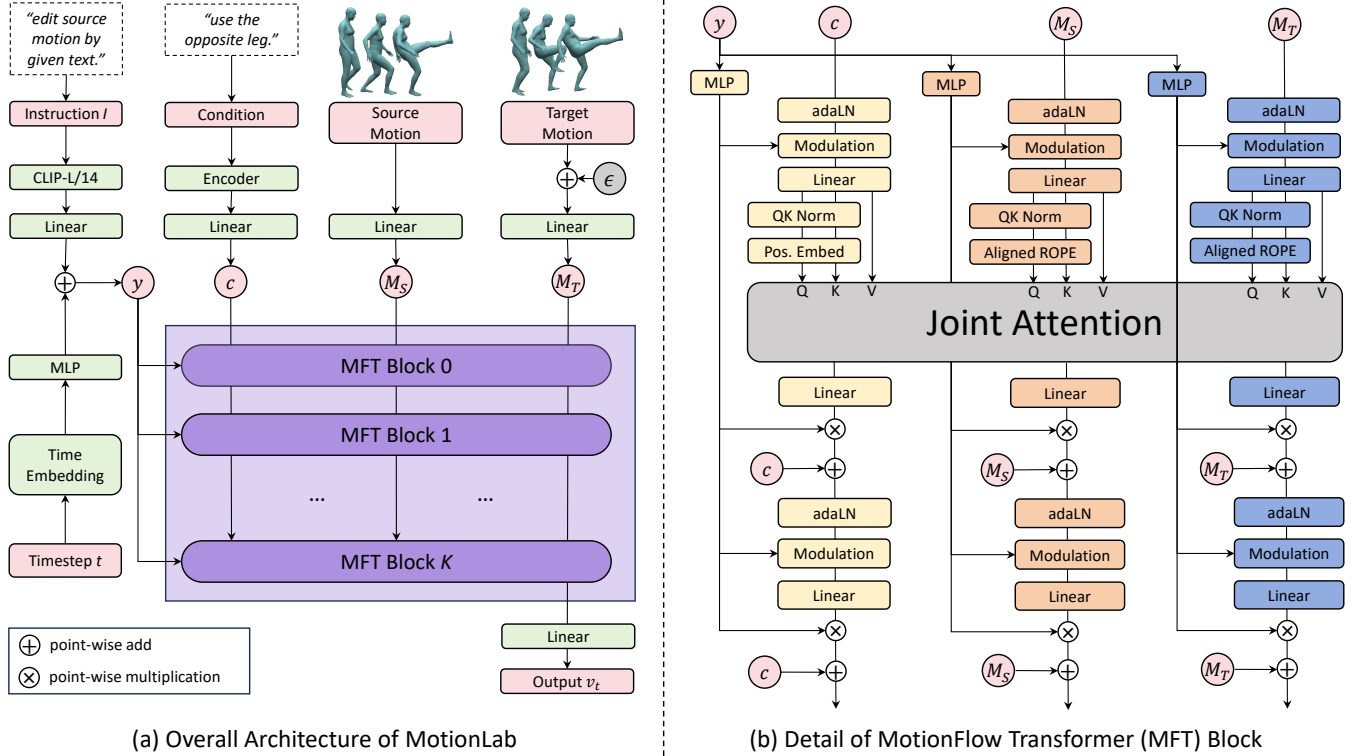 "edit source
motion by
given text."
"use the
opposite leg."
Instruction I
Condition
Source
Motion
Target
Motion
CLIP-L/14
Encoder
ϵ
Linear
Linear
Linear
Linear
y
c
M_S
M_T
MLP
Time
Embedding
Timestep t
MFT Block 0
MFT Block 1
... ...
MFT Block K
Linear
Output v_t
point-wise add
point-wise multiplication
(a) Overall Architecture of MotionLab
y
c
M_S
M_T
MLP
MLP
MLP
adaLN
adaLN
adaLN
Modulation
Modulation
Modulation
Linear
Linear
Linear
QK Norm
QK Norm
QK Norm
Pos. Embed
Aligned ROPE
Aligned ROPE
Q K V
Q K V
Q K V
Joint Attention
Linear
Linear
Linear
c
M_S
M_T
adaLN
adaLN
adaLN
Modulation
Modulation
Modulation
Linear
Linear
Linear
c
M_S
M_T
(b) Detail of MotionFlow Transformer (MFT) Block